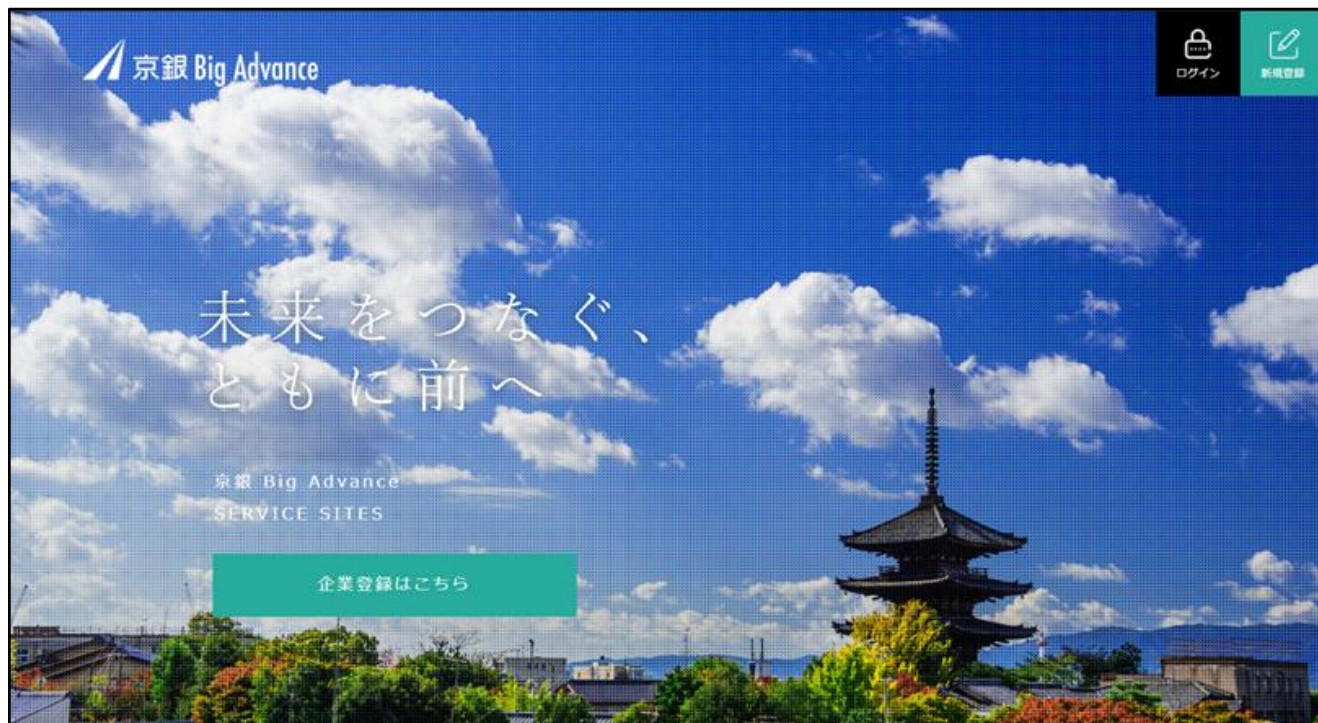 京銀 Big Advance
ログイン
新規登録
未来をつなぐ、
ともに前へ
京銀 Big Advance
SERVICE SITES
企業登録はこちら